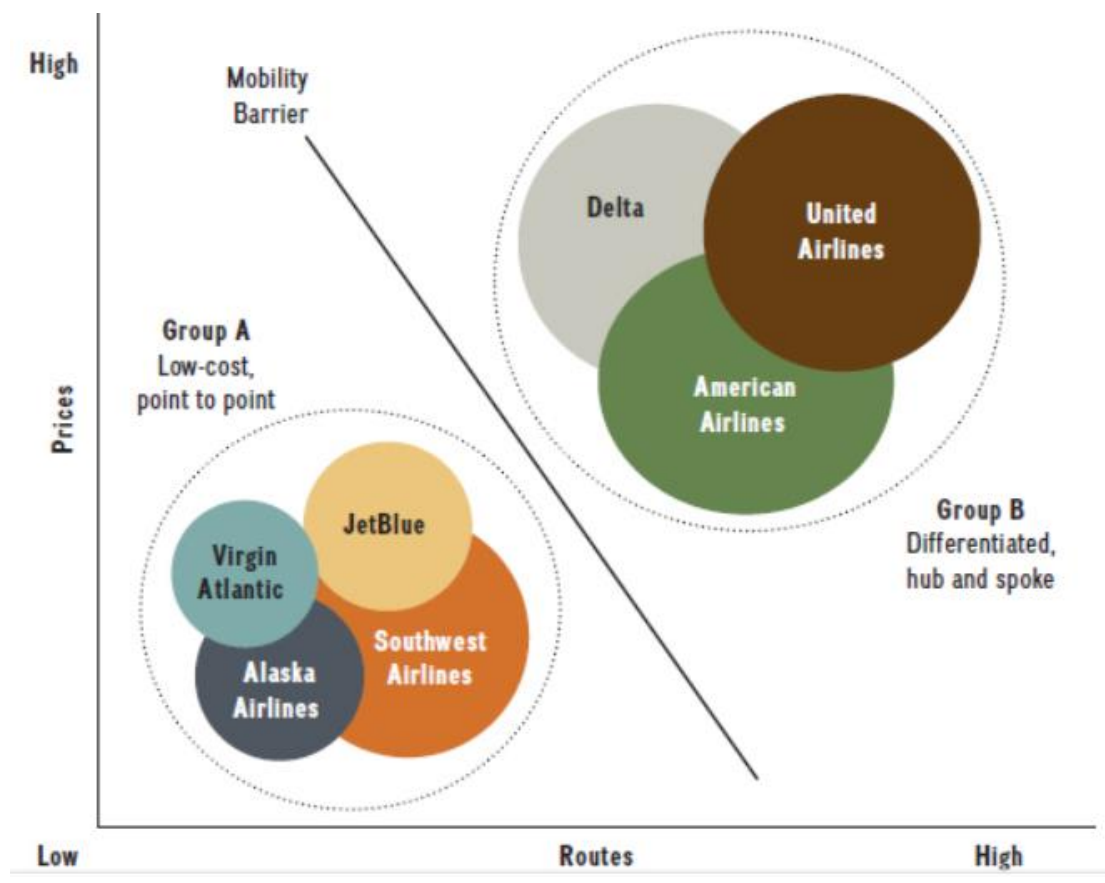 High
Mobility
Barrier
Delta
United
Airlines
Group A
Low-cost,
point to point
American
Airlines
Prices
Group B
Differentiated,
hub and spoke
JetBlue
Virgin
Atlantic
Southwest
Airlines
Alaska
Airlines
Low
Routes
High